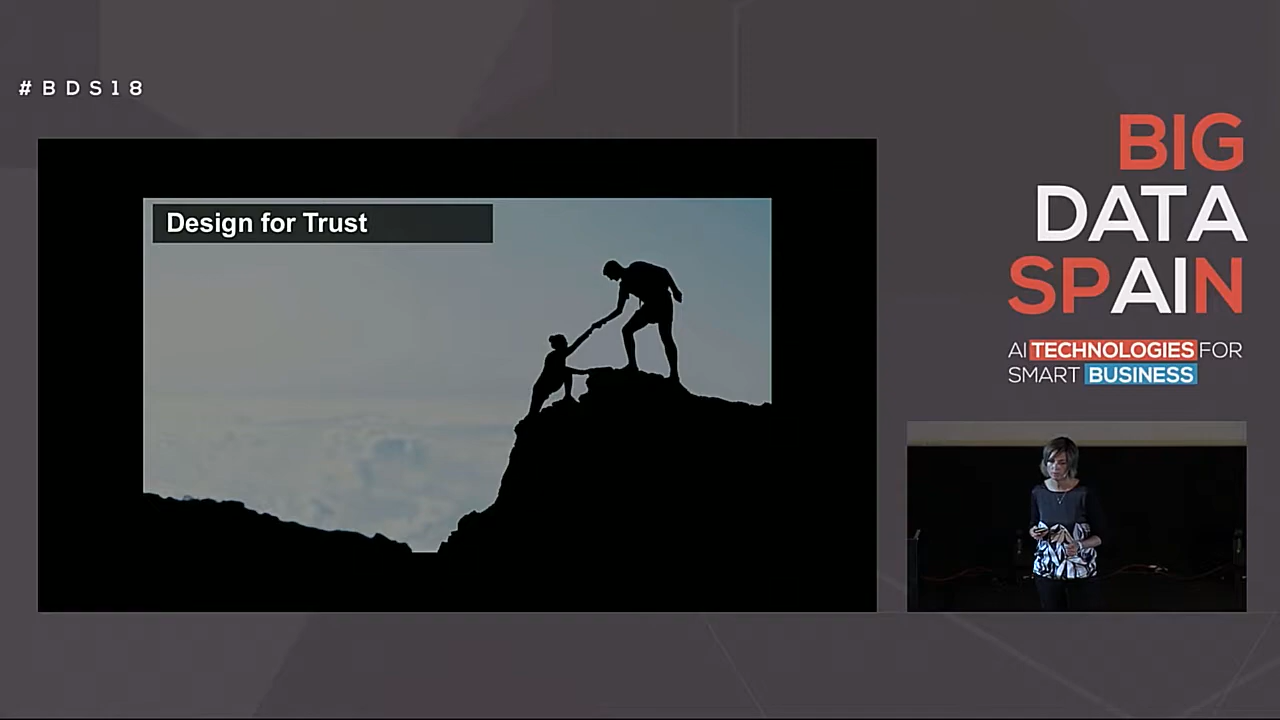 #BDS18
Design for Trust
BIG
DATA
SPAIN
AI TECHNOLOGIES FOR
SMART BUSINESS